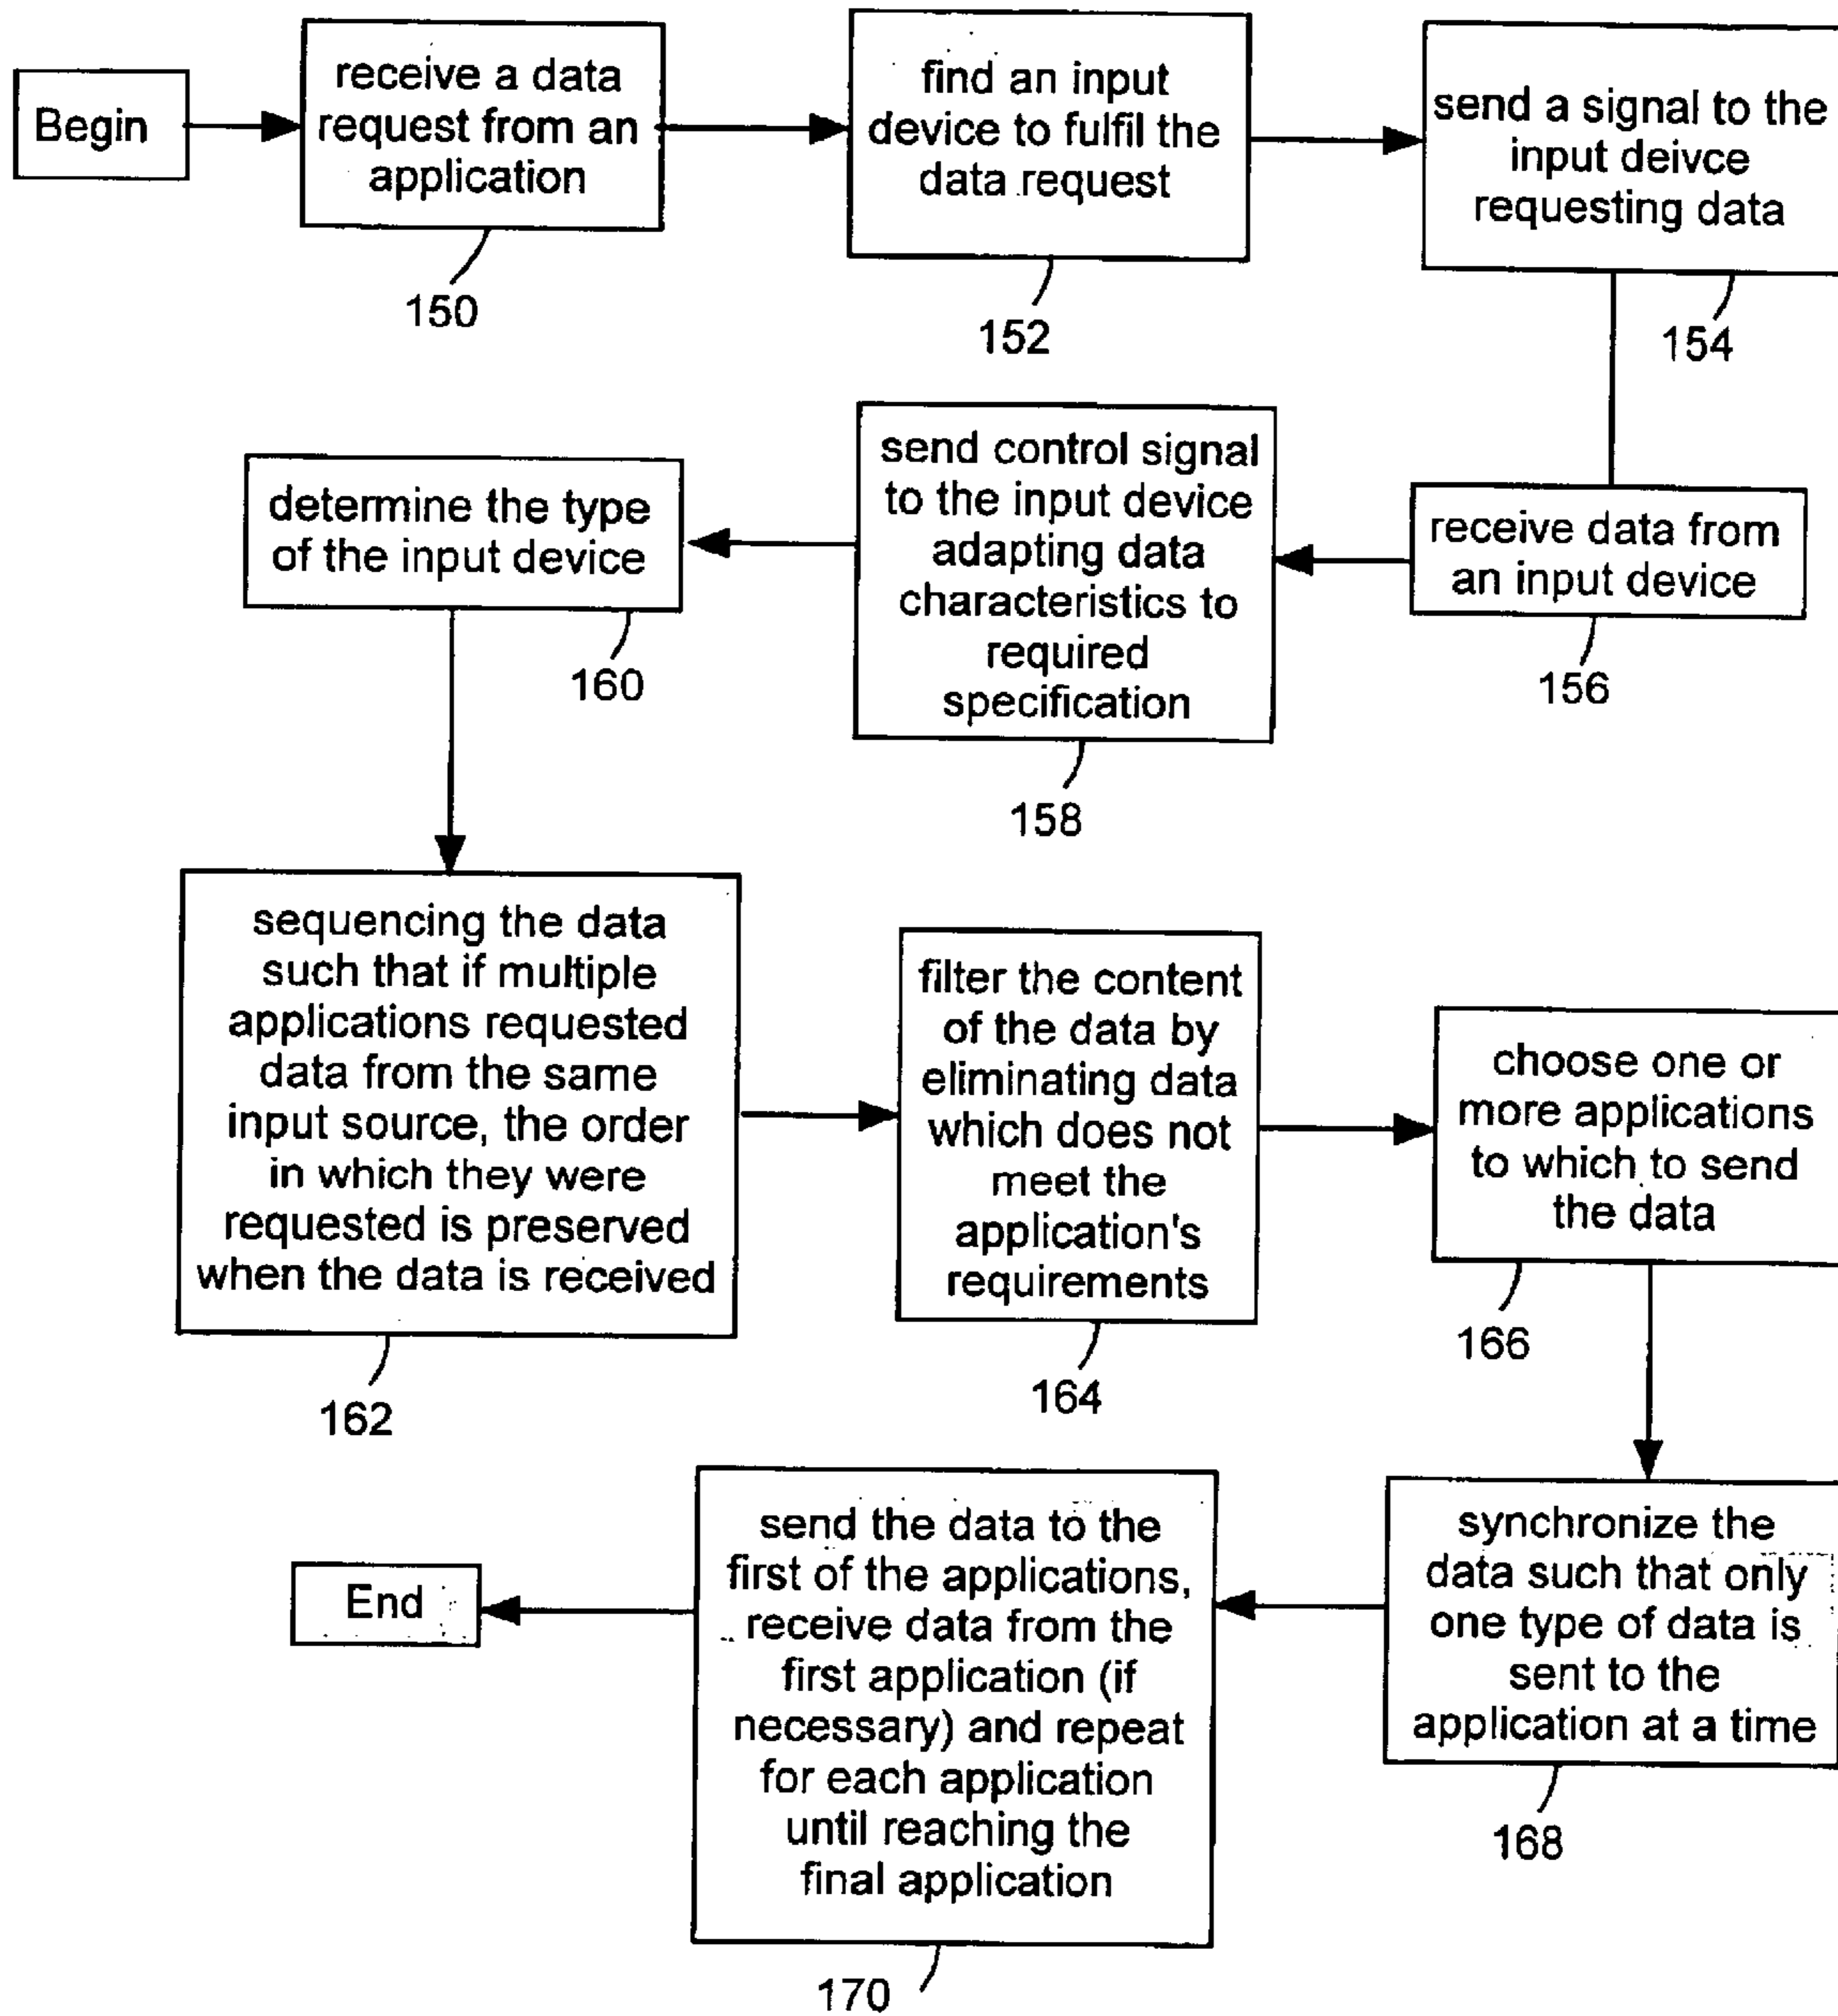 Begin
receive a data
request from an
application
150
find an input
device to fulfil the
data request
152
send a signal to the
input deivce
requesting data
154
receive data from
an input device
156
send control signal
to the input device
adapting data
characteristics to
required
specification
158
determine the type
of the input device
160
sequencing the data
such that if multiple
applications requested
data from the same
input source, the order
in which they were
requested is preserved
when the data is received
162
filter the content
of the data by
eliminating data
which does not
meet the
application's
requirements
164
choose one or
more applications
to which to send
the data
166
synchronize the
data such that only
one type of data is
sent to the
application at a time
168
send the data to the
first of the applications,
receive data from the
first application (if
necessary) and repeat
for each application
until reaching the
final application
170
End